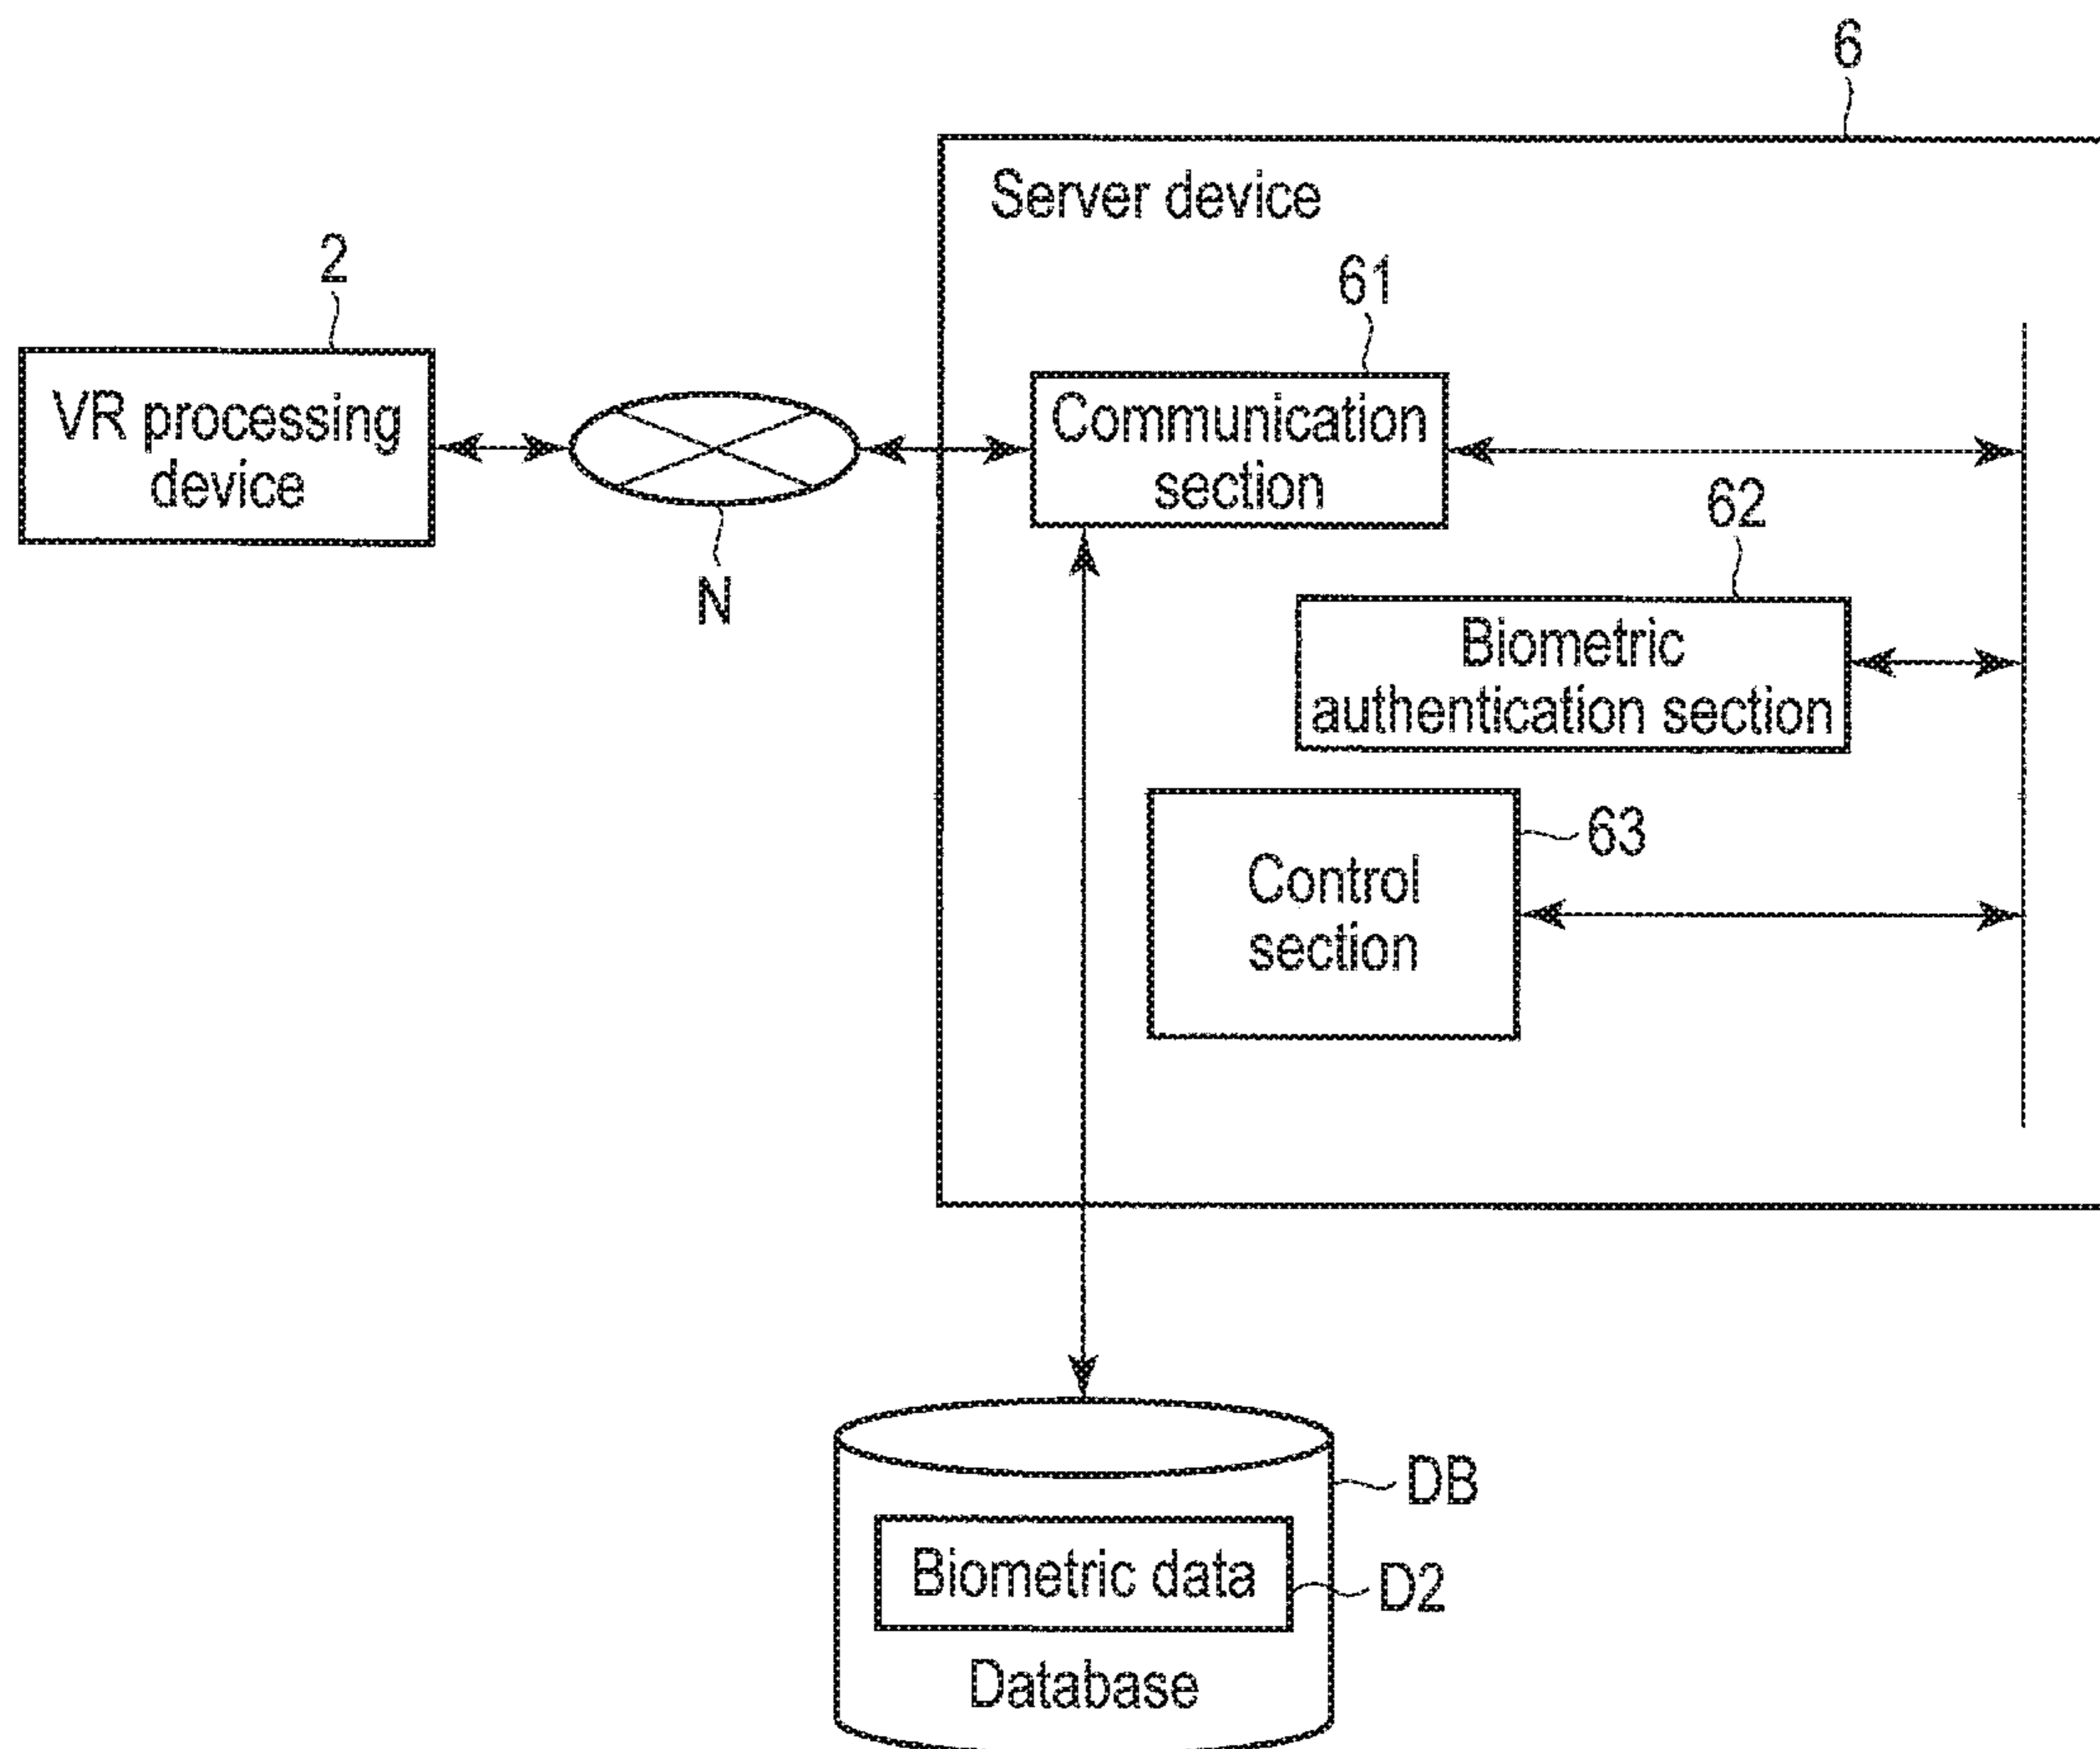 6
Server device
2
61
VR processing
device
Communication
section
62
N
Biometric
authentication section
63
Control
section
DB
Biometric data
D2
Database